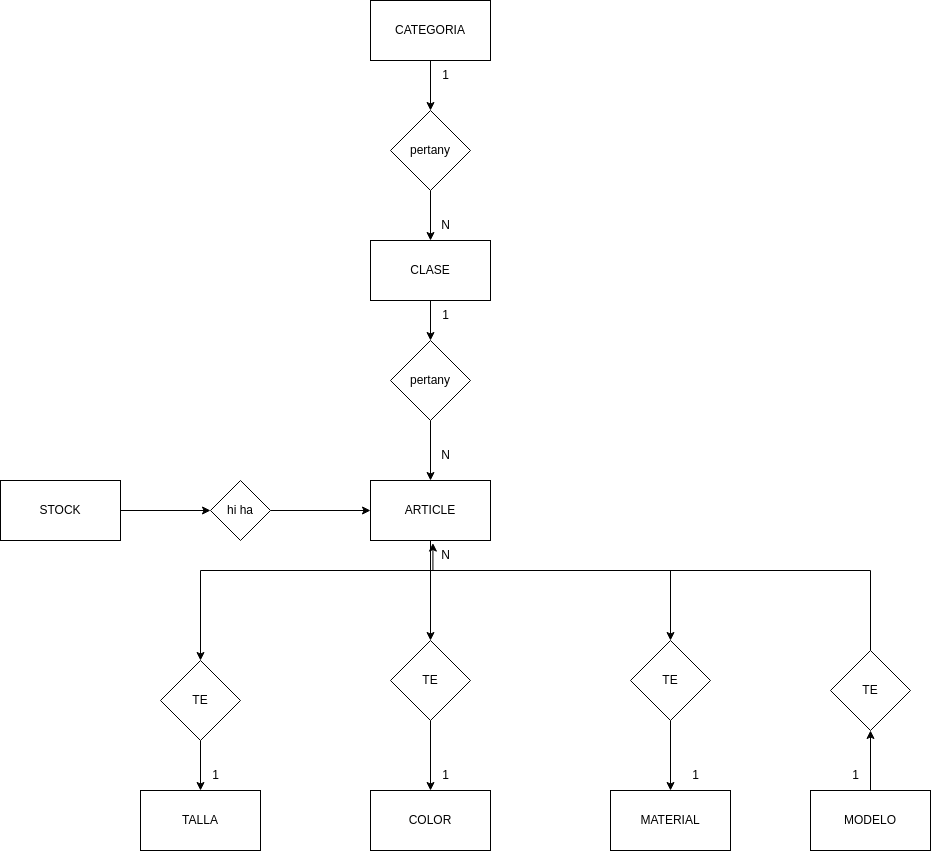 CATEGORIA
1
pertany
N
CLASE
1
pertany
N
STOCK
hi ha
ARTICLE
N
TE
TE
TE
TE
1
1
1
1
TALLA
COLOR
MATERIAL
MODELO